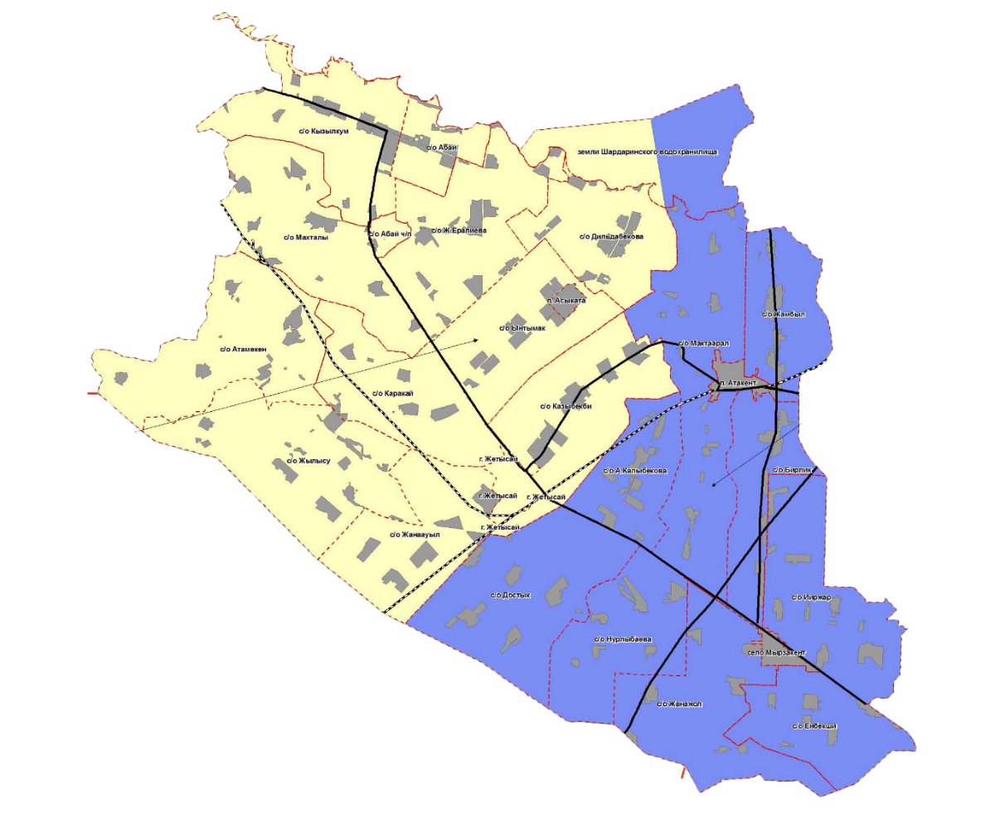 с/о Кызылкум
с/о Абай
земли Шардаринского водохранилища
с/о Махталы
с/о Абай ч/п
с/о Ж.Ералиева
с/о Дильдабекова
п. Асыката
с/о Жамбыл
с/о Ынтымак
с/о Мактаарал
с/о Атамекен
п. Атакент
с/о Каракай
с/о Казыбекби
с/о Жылысу
г. Жетысай
с/о А.Калыбекова
с/о Бирлик
г. Жетысай
г. Жетысай
г. Жетысай
с/о Жанаауыл
с/о Достык
с/о Ииржар
с/о Нурлыбаева
село Мырзакент
с/о Жанажол
с/о Енбекши